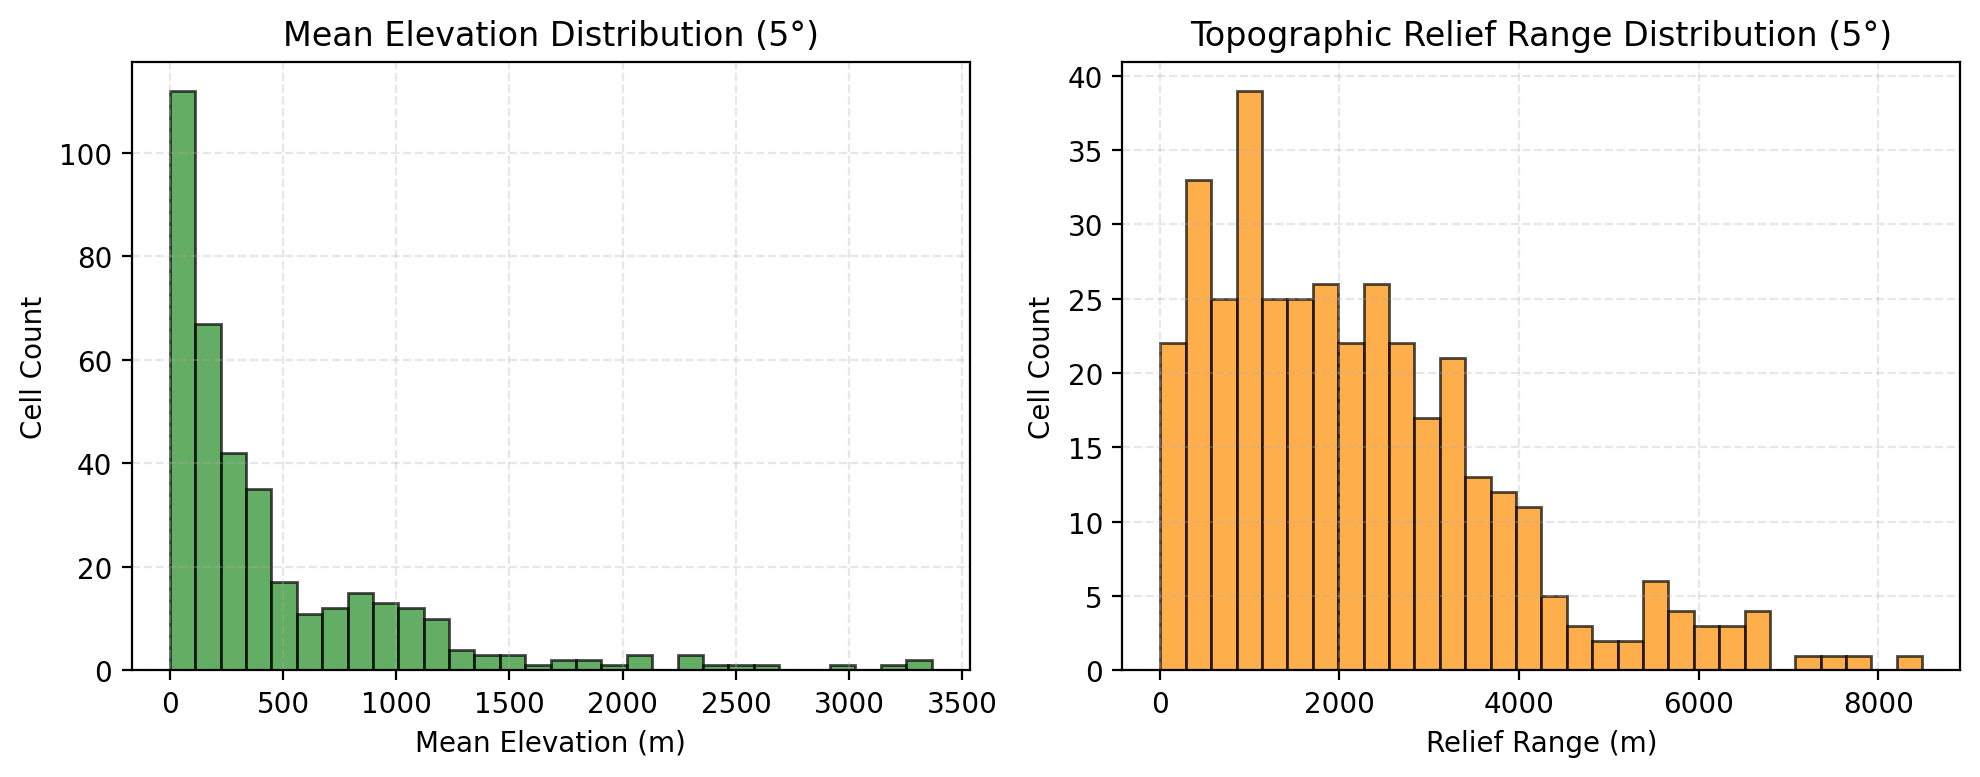 Mean Elevation Distribution (5°)
Cell Count
100
80
60
40
20
0
0 500 1000 1500 2000 2500 3000 3500
Mean Elevation (m)
Topographic Relief Range Distribution (5°)
Cell Count
40
35
30
25
20
15
10
5
0
0 2000 4000 6000 8000
Relief Range (m)